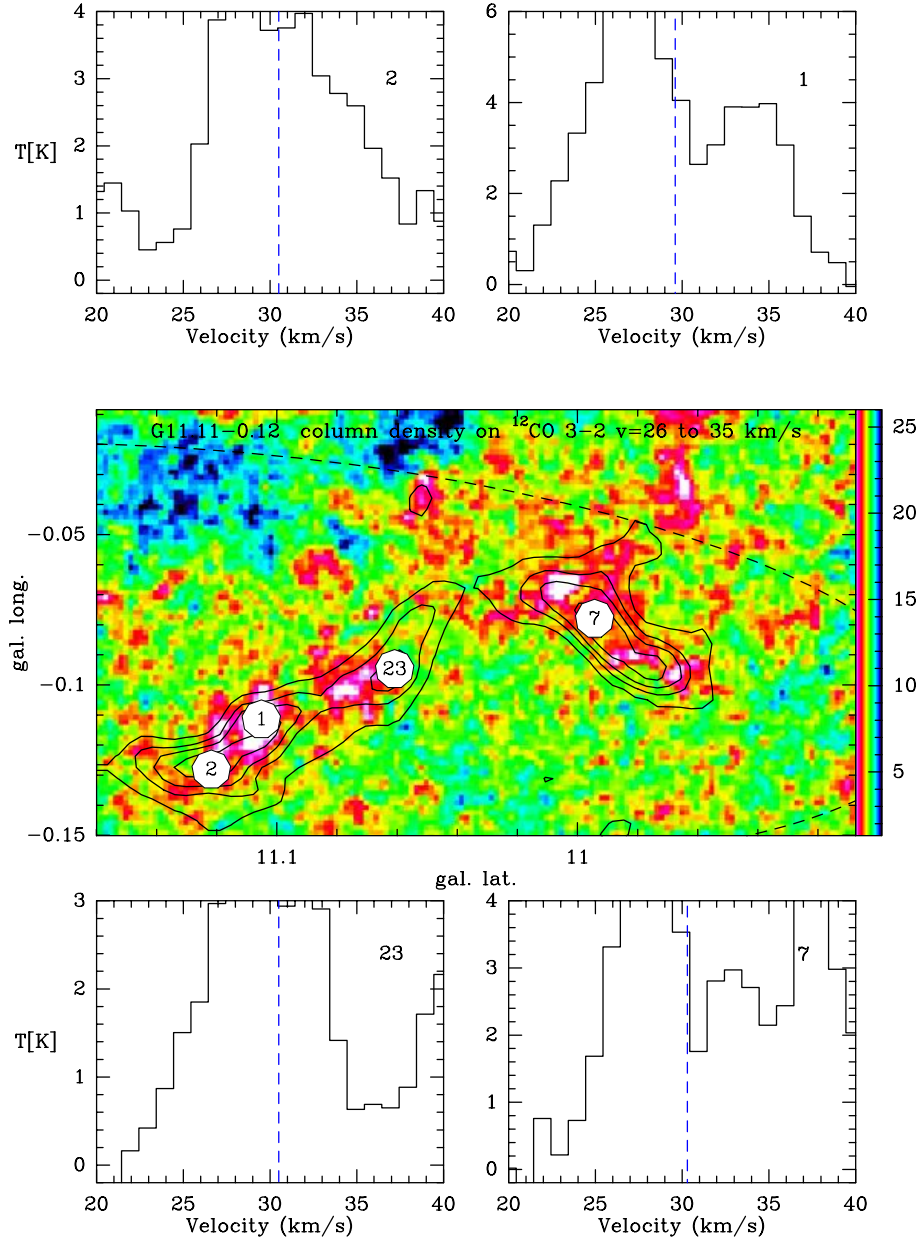 4
3
2
1
0
T[K]
2
20 25 30 35 40
Velocity (km/s)
6
4
2
0
1
20 25 30 35 40
Velocity (km/s)
G11.11-0.12 column density on ¹²CO 3-2 v=26 to 35 km/s
−0.05
−0.1
−0.15
gal. long.
7
23
1
2
25
20
15
10
5
11.1 11
gal. lat.
3
2
1
0
T[K]
23
20 25 30 35 40
Velocity (km/s)
4
3
2
1
0
7
20 25 30 35 40
Velocity (km/s)